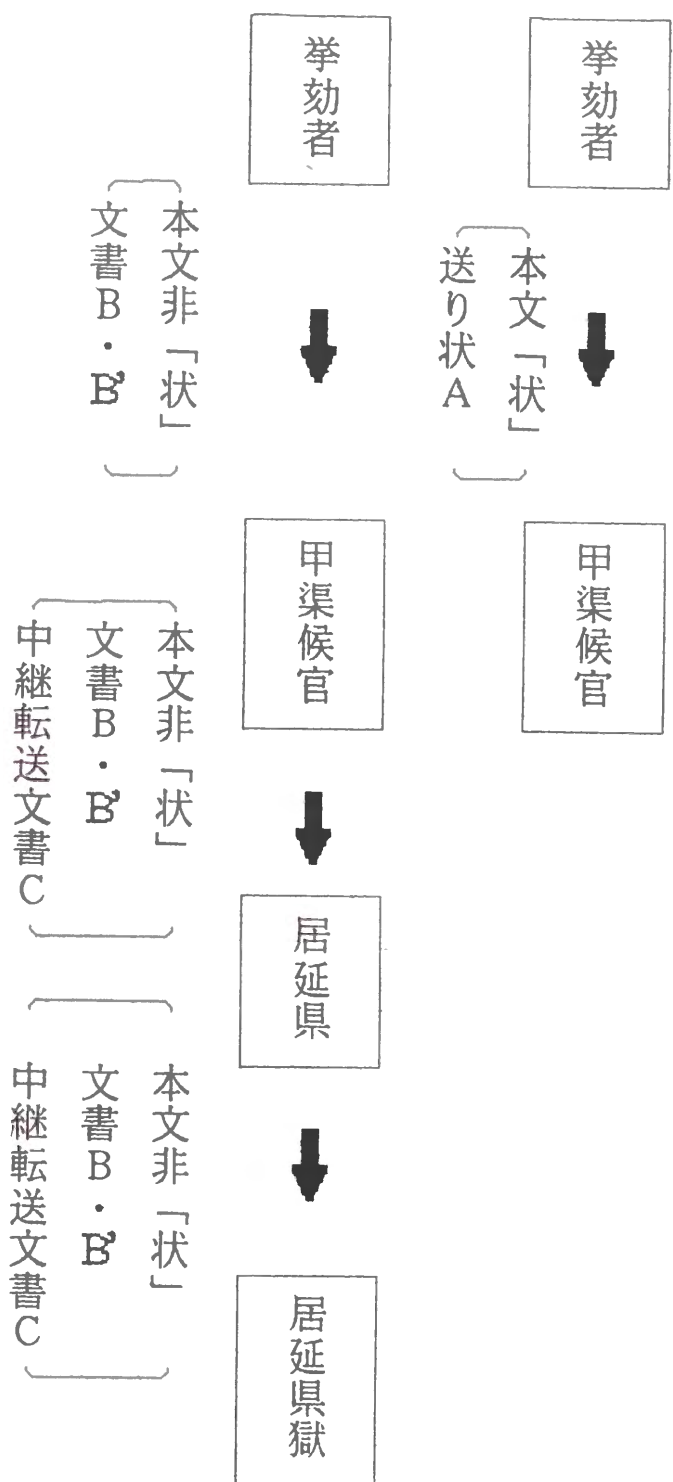 挙劾者
本文「状」
送り状A
甲渠候官
挙劾者
本文非「状」
文書B・B'
甲渠候官
本文非「状」
文書B・B'
中継転送文書C
居延県
本文非「状」
文書B・B'
中継転送文書C
居延県獄